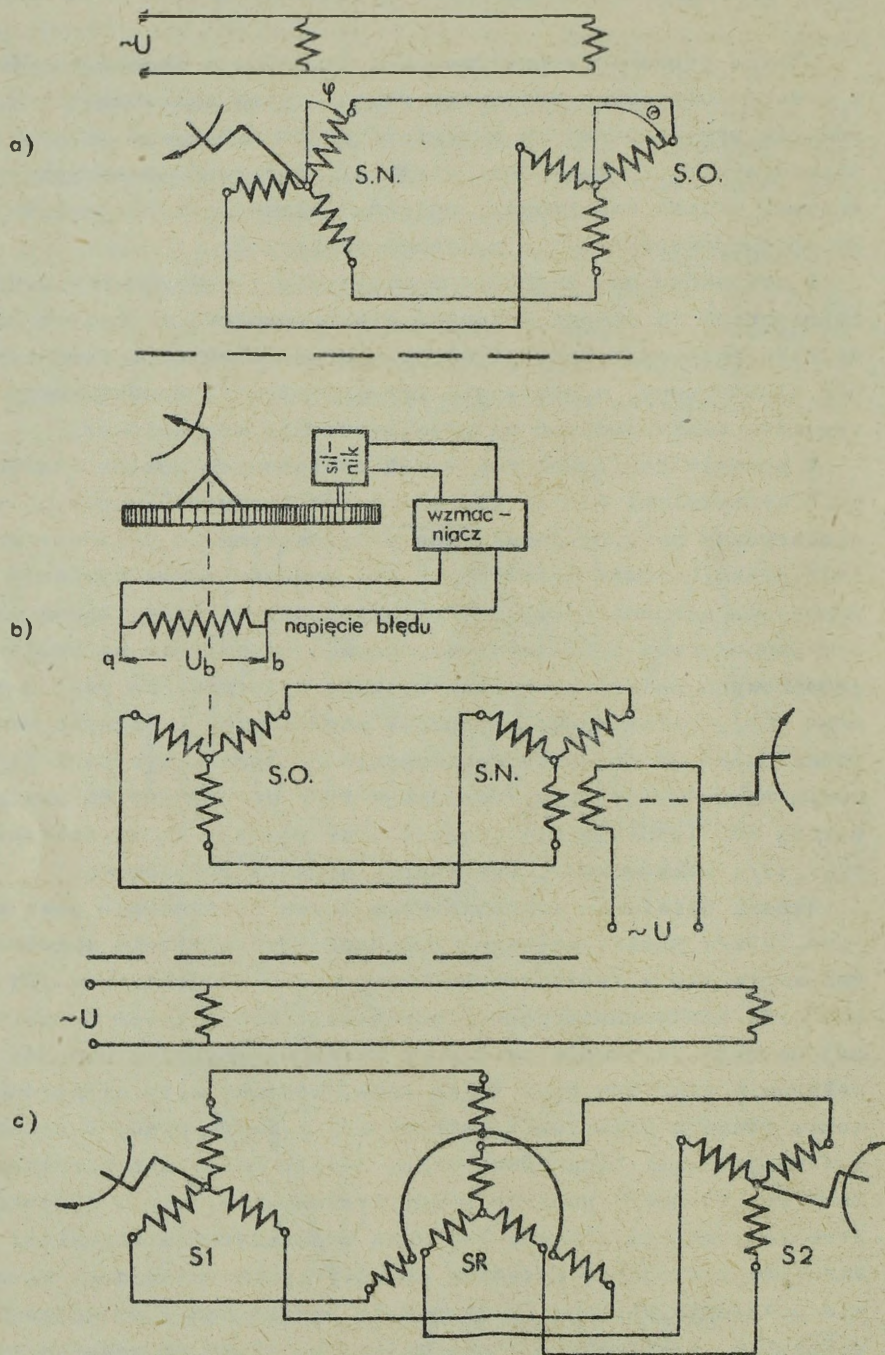 ~U
φ
Θ
a)
S.N.
S.O.
sil-
nik
wzmac-
niacz
b)
napięcie błędu
a
U_b
b
S.O.
S.N.
~U
~U
c)
S1
SR
S2